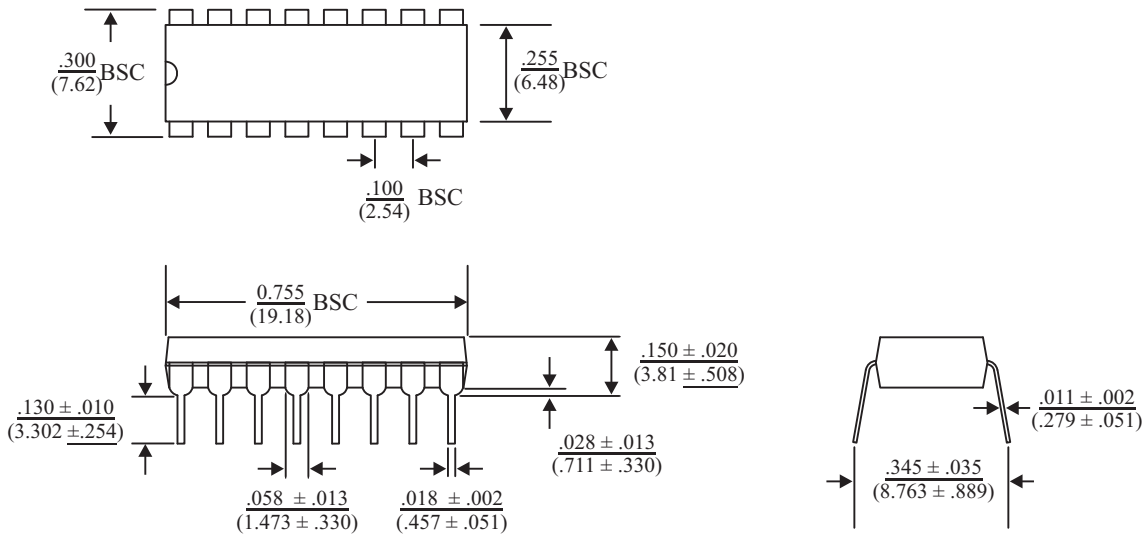 .300
(7.62) BSC
.255
(6.48) BSC
.100
(2.54) BSC
0.755
(19.18) BSC
.150 ± .020
(3.81 ± .508)
.130 ± .010
(3.302 ±.254)
.028 ± .013
(.711 ± .330)
.058 ± .013
(1.473 ± .330)
.018 ± .002
(.457 ± .051)
.011 ± .002
(.279 ± .051)
.345 ± .035
(8.763 ± .889)